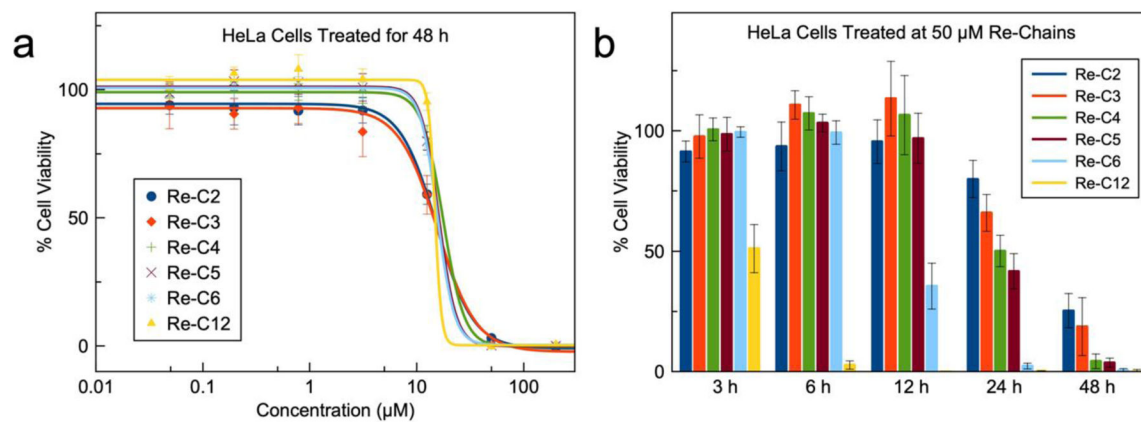 a
HeLa Cells Treated for 48 h
% Cell Viability
100
50
0
Re-C2
Re-C3
Re-C4
Re-C5
Re-C6
Re-C12
0.01
0.1
1
10
100
Concentration (µM)
b
HeLa Cells Treated at 50 µM Re-Chains
% Cell Viability
100
50
0
Re-C2
Re-C3
Re-C4
Re-C5
Re-C6
Re-C12
3 h
6 h
12 h
24 h
48 h